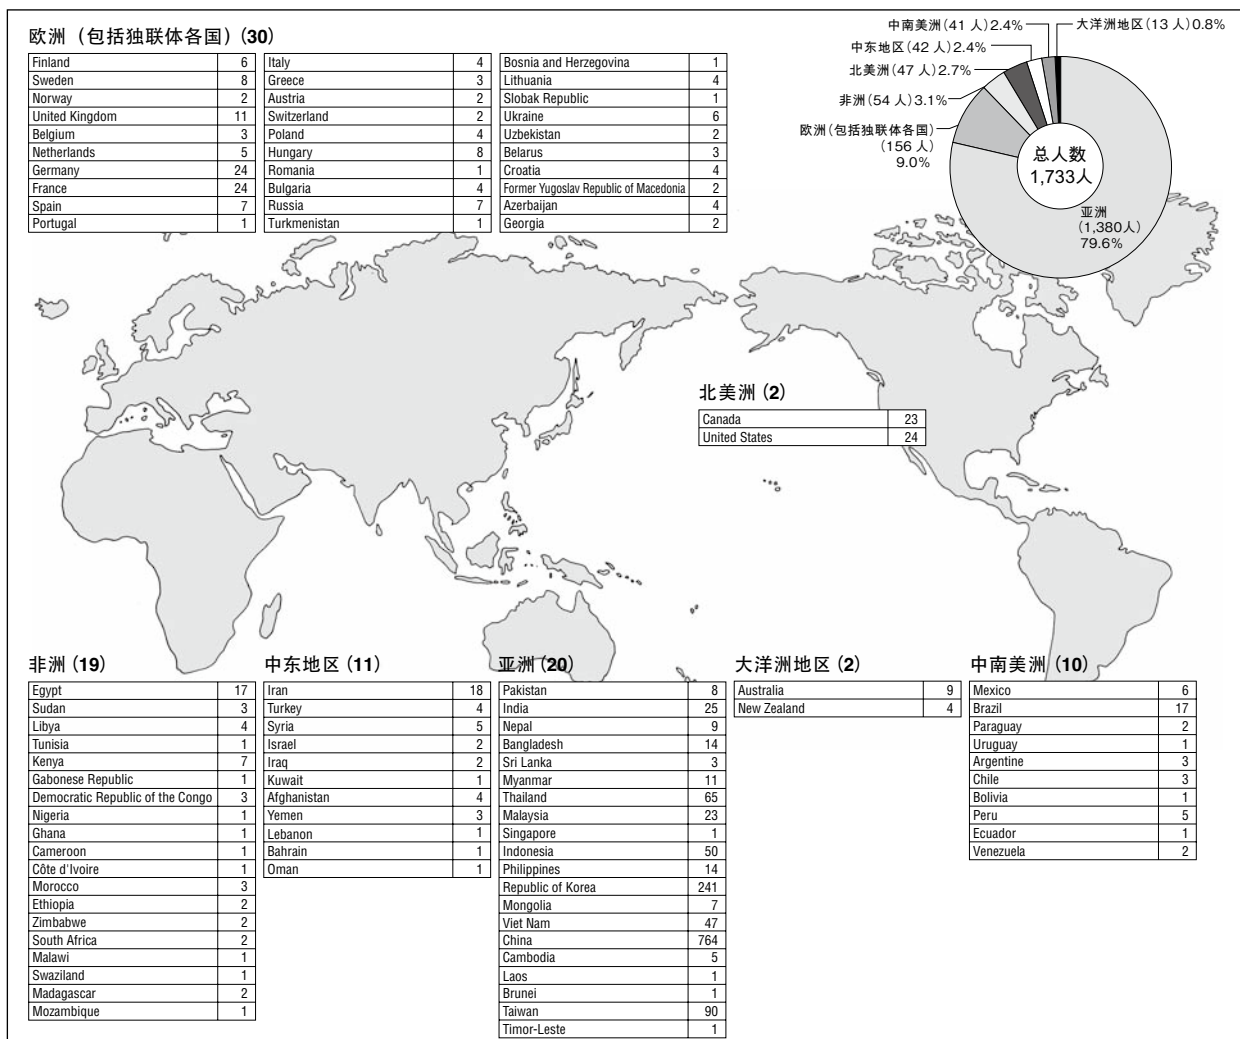 欧洲（包括独联体各国）(30)
Finland 6
Sweden 8
Norway 2
United Kingdom 11
Belgium 3
Netherlands 5
Germany 24
France 24
Spain 7
Portugal 1
Italy 4
Greece 3
Austria 2
Switzerland 2
Poland 4
Hungary 8
Romania 1
Bulgaria 4
Russia 7
Turkmenistan 1
Bosnia and Herzegovina 1
Lithuania 4
Slobak Republic 1
Ukraine 6
Uzbekistan 2
Belarus 3
Croatia 4
Former Yugoslav Republic of Macedonia 2
Azerbaijan 4
Georgia 2
中南美洲(41 人)2.4%
大洋洲地区(13 人)0.8%
中东地区(42 人)2.4%
北美洲(47 人)2.7%
非洲(54 人)3.1%
欧洲(包括独联体各国)
(156 人)
9.0%
总人数
1,733人
亚洲
(1,380人)
79.6%
北美洲(2)
Canada 23
United States 24
非洲(19)
Egypt 17
Sudan 3
Libya 4
Tunisia 1
Kenya 7
Gabonese Republic 1
Democratic Republic of the Congo 3
Nigeria 1
Ghana 1
Cameroon 1
Côte d'Ivoire 1
Morocco 3
Ethiopia 2
Zimbabwe 2
South Africa 2
Malawi 1
Swaziland 1
Madagascar 2
Mozambique 1
中东地区(11)
Iran 18
Turkey 4
Syria 5
Israel 2
Iraq 2
Kuwait 1
Afghanistan 4
Yemen 3
Lebanon 1
Bahrain 1
Oman 1
亚洲(20)
Pakistan 8
India 25
Nepal 9
Bangladesh 14
Sri Lanka 3
Myanmar 11
Thailand 65
Malaysia 23
Singapore 1
Indonesia 50
Philippines 14
Republic of Korea 241
Mongolia 7
Viet Nam 47
China 764
Cambodia 5
Laos 1
Brunei 1
Taiwan 90
Timor-Leste 1
大洋洲地区(2)
Australia 9
New Zealand 4
中南美洲(10)
Mexico 6
Brazil 17
Paraguay 2
Uruguay 1
Argentine 3
Chile 3
Bolivia 1
Peru 5
Ecuador 1
Venezuela 2